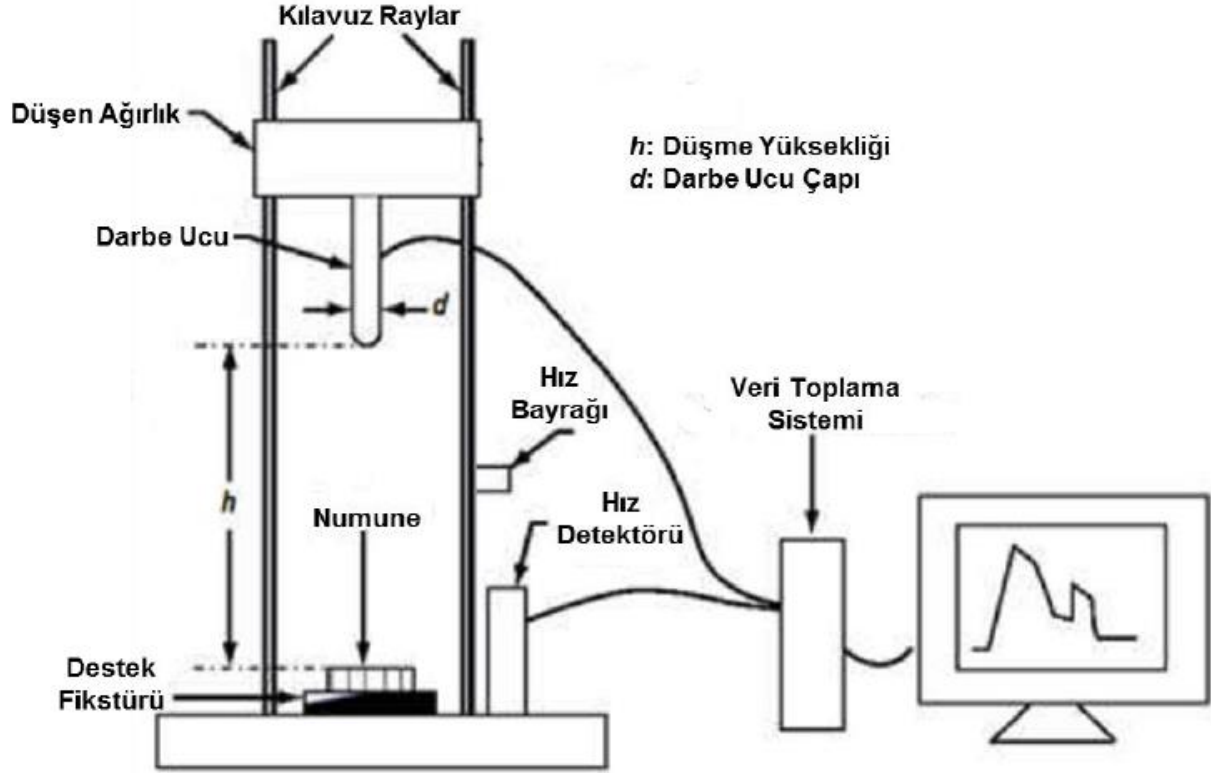 Kılavuz Raylar
Düşen Ağırlık
h: Düşme Yüksekliği
d: Darbe Ucu Çapı
Darbe Ucu
d
Hız
Bayrağı
Veri Toplama
Sistemi
h
Numune
Hız
Detektörü
Destek
Fikstürü